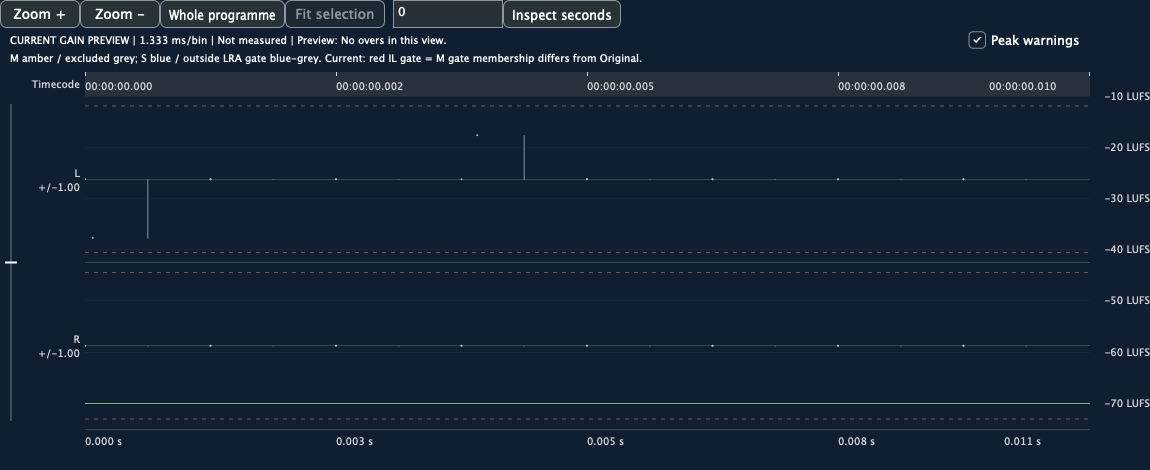 Zoom + Zoom – Whole programme Fit selection 0 Inspect seconds
CURRENT GAIN PREVIEW | 1.333 ms/bin | Not measured | Preview: No overs in this view.
Peak warnings
M amber / excluded grey; S blue / outside LRA gate blue-grey. Current: red IL gate = M gate membership differs from Original.
Timecode 00:00:00.000 00:00:00.002 00:00:00.005 00:00:00.008 00:00:00.010
−10 LUFS
−20 LUFS
L
+/−1.00
−30 LUFS
−40 LUFS
−50 LUFS
R
+/−1.00
−60 LUFS
−70 LUFS
0.000 s 0.003 s 0.005 s 0.008 s 0.011 s